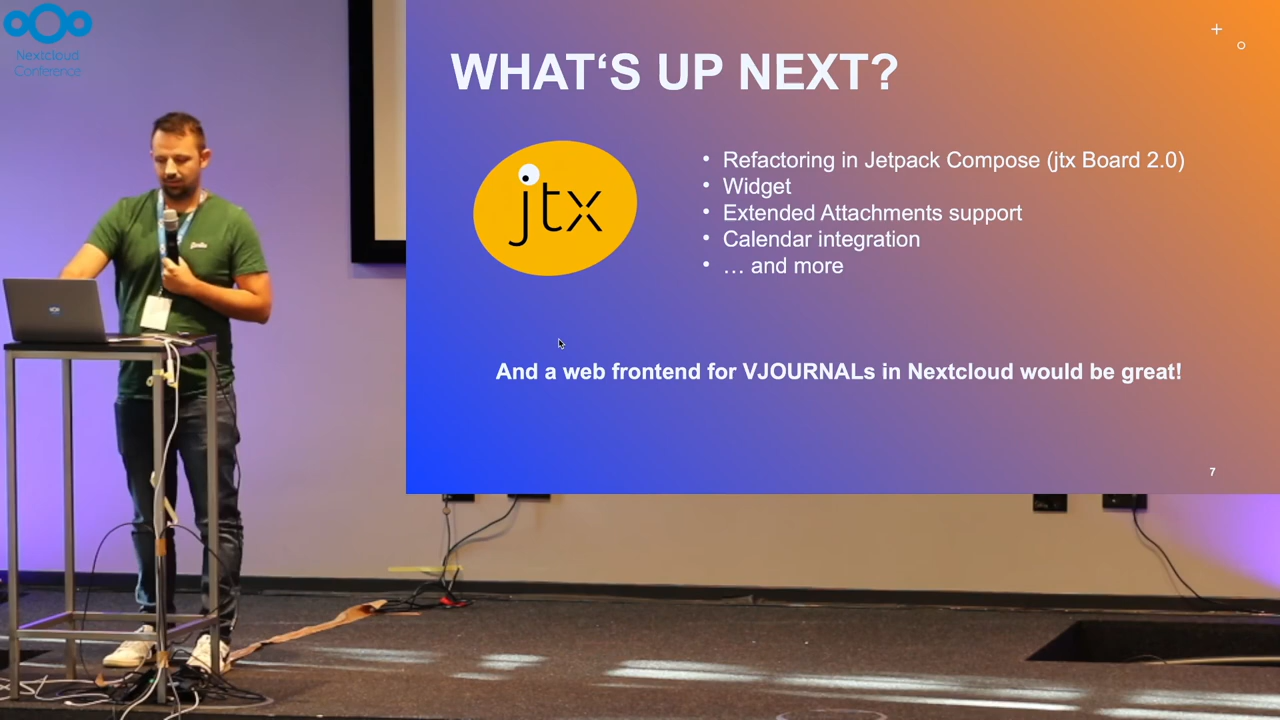 Nextcloud
Conference
WHAT‘S UP NEXT?
jtx
• Refactoring in Jetpack Compose (jtx Board 2.0)
• Widget
• Extended Attachments support
• Calendar integration
• … and more
And a web frontend for VJOURNALs in Nextcloud would be great!
7